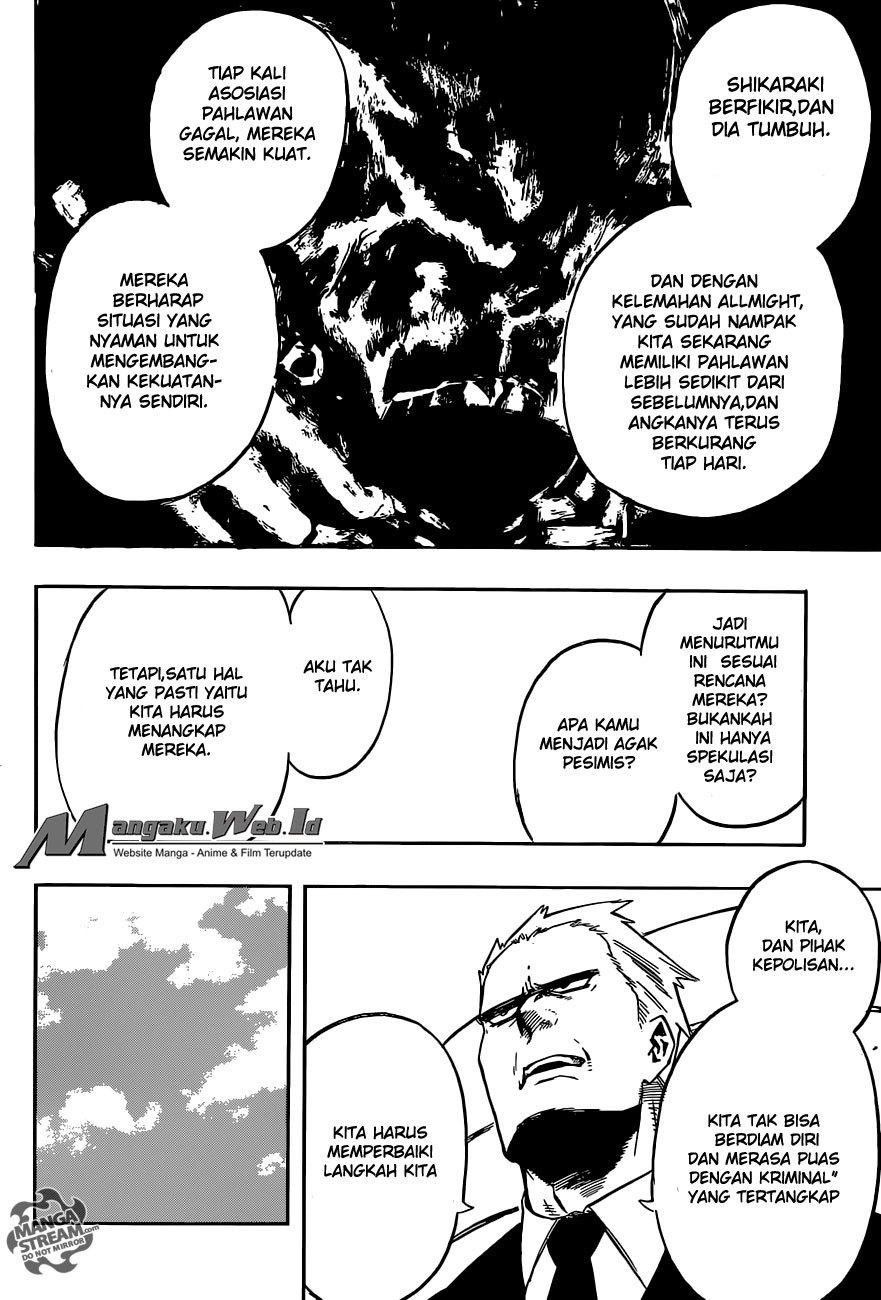 SHIKARAKI
BERFIKIR,DAN
DIA TUMBUH.
DAN DENGAN
KELEMAHAN ALLMIGHT,
YANG SUDAH NAMPAK
KITA SEKARANG
MEMILIKI PAHLAWAN
LEBIH SEDIKIT DARI
SEBELUMNYA,DAN
ANGKANYA TERUS
BERKURANG
TIAP HARI.
TIAP KALI
ASOSIASI
PAHLAWAN
GAGAL, MEREKA
SEMAKIN KUAT.
MEREKA
BERHARAP
SITUASI YANG
NYAMAN UNTUK
MENGEMBANG-
KAN KEKUATAN-
NYA SENDIRI.
JADI
MENURUTMU
INI SESUAI
RENCANA
MEREKA?
BUKANKAH
INI HANYA
SPEKULASI
SAJA?
APA KAMU
MENJADI AGAK
PESIMIS?
AKU TAK
TAHU.
TETAPI,SATU HAL
YANG PASTI YAITU
KITA HARUS
MENANGKAP
MEREKA.
Mangaku.Web.Id
Website Manga - Anime & Film Terupdate
KITA,
DAN PIHAK
KEPOLISAN...
KITA TAK BISA
BERDIAM DIRI
DAN MERASA PUAS
DENGAN KRIMINAL"
YANG TERTANGKAP
KITA HARUS
MEMPERBAIKI
LANGKAH KITA
MANGA
STREAM.com
DO NOT MIRROR